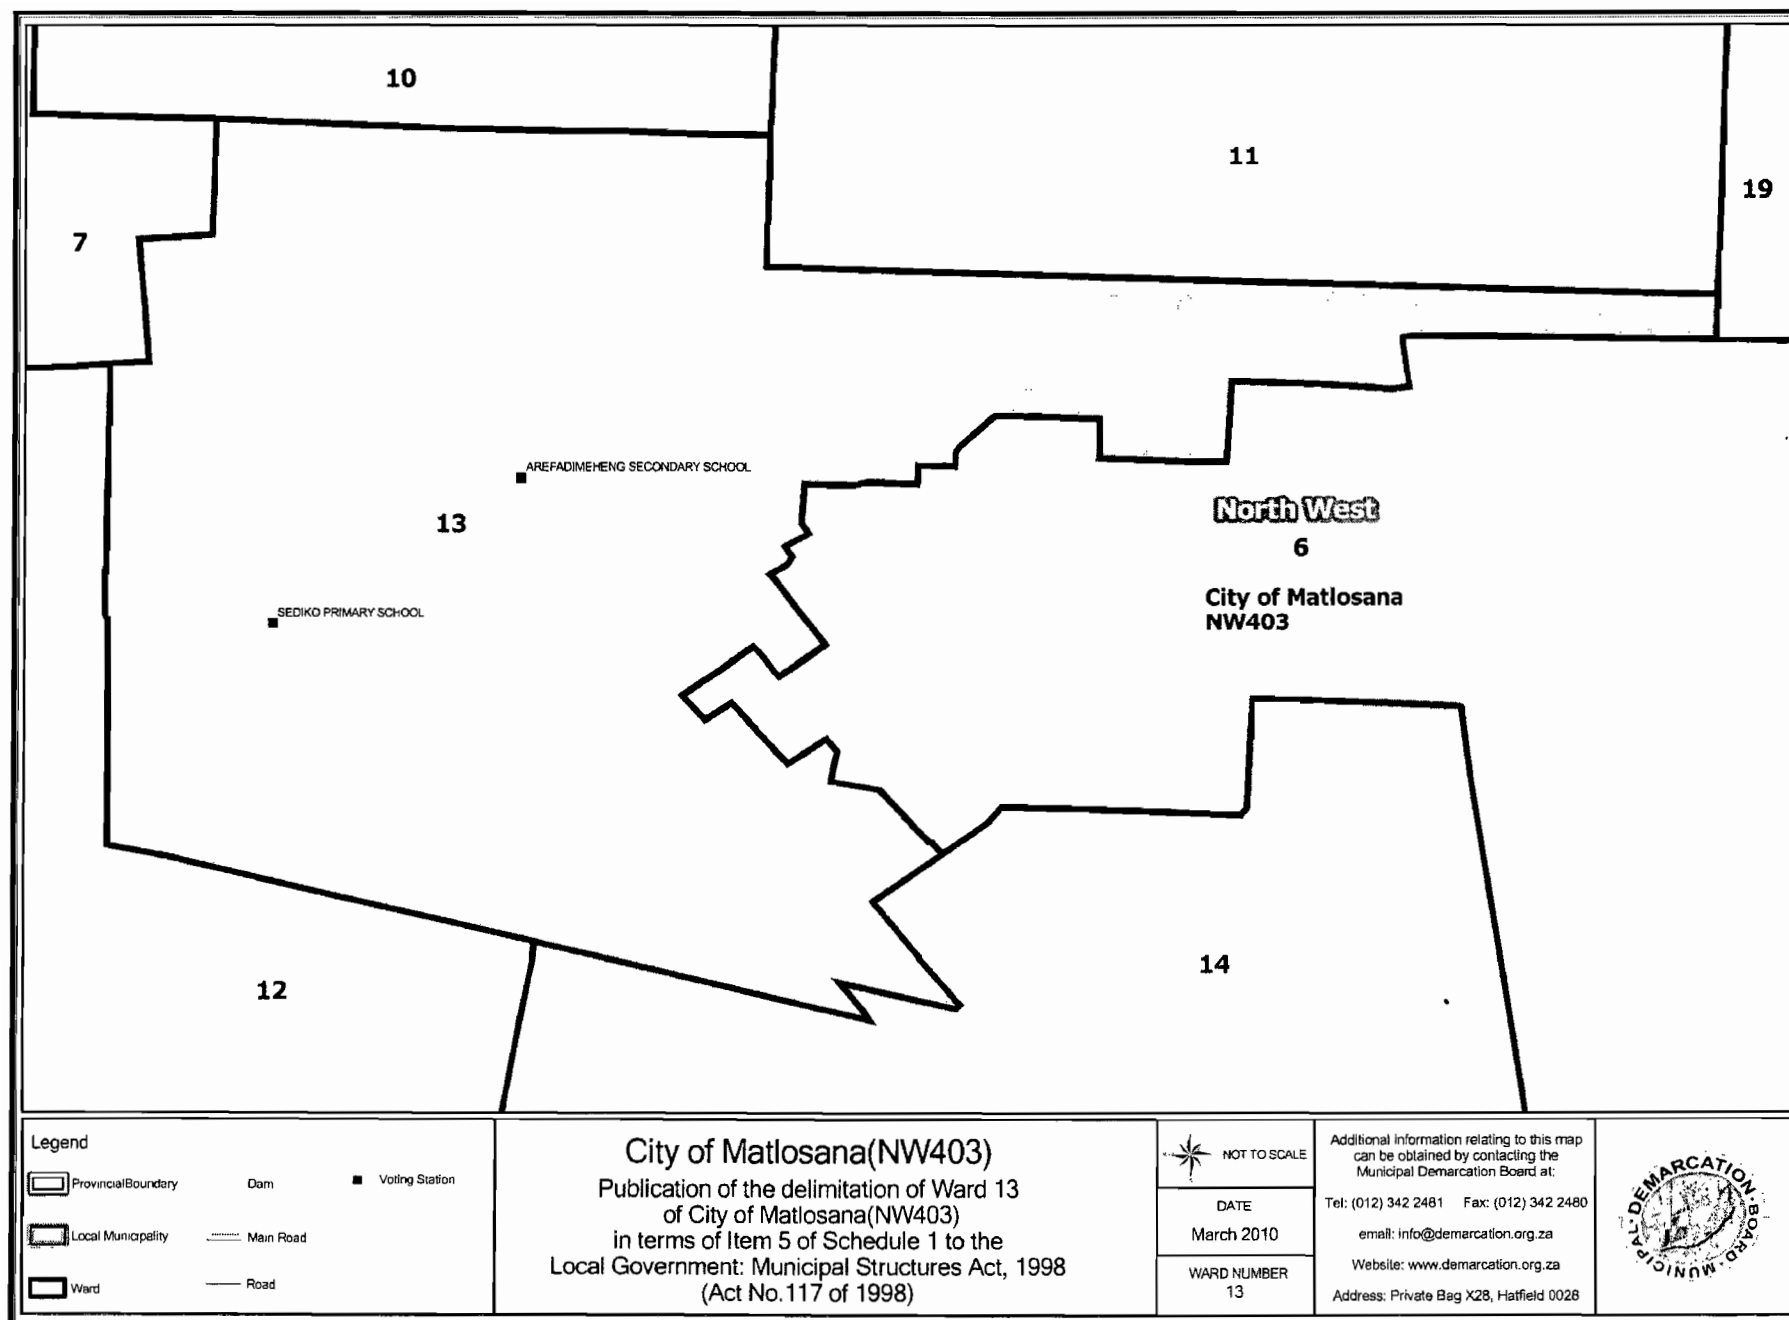 10
11
19
7
AREFADIMEHENG SECONDARY SCHOOL
13
North West
6
City of Matlosana
NW403
SEDIKO PRIMARY SCHOOL
12
14
Legend
Provincial Boundary
Dam
Voting Station
Local Municipality
Main Road
Ward
Road
City of Matlosana(NW403)
Publication of the delimitation of Ward 13
of City of Matlosana(NW403)
in terms of Item 5 of Schedule 1 to the
Local Government: Municipal Structures Act, 1998
(Act No.117 of 1998)
NOT TO SCALE
DATE
March 2010
WARD NUMBER
13
Additional information relating to this map
can be obtained by contacting the
Municipal Demarcation Board at:
Tel: (012) 342 2481 Fax: (012) 342 2480
email: info@demarcation.org.za
Website: www.demarcation.org.za
Address: Private Bag X28, Hatfield 0028
MUNICIPAL · DEMARCATION · BOARD ·